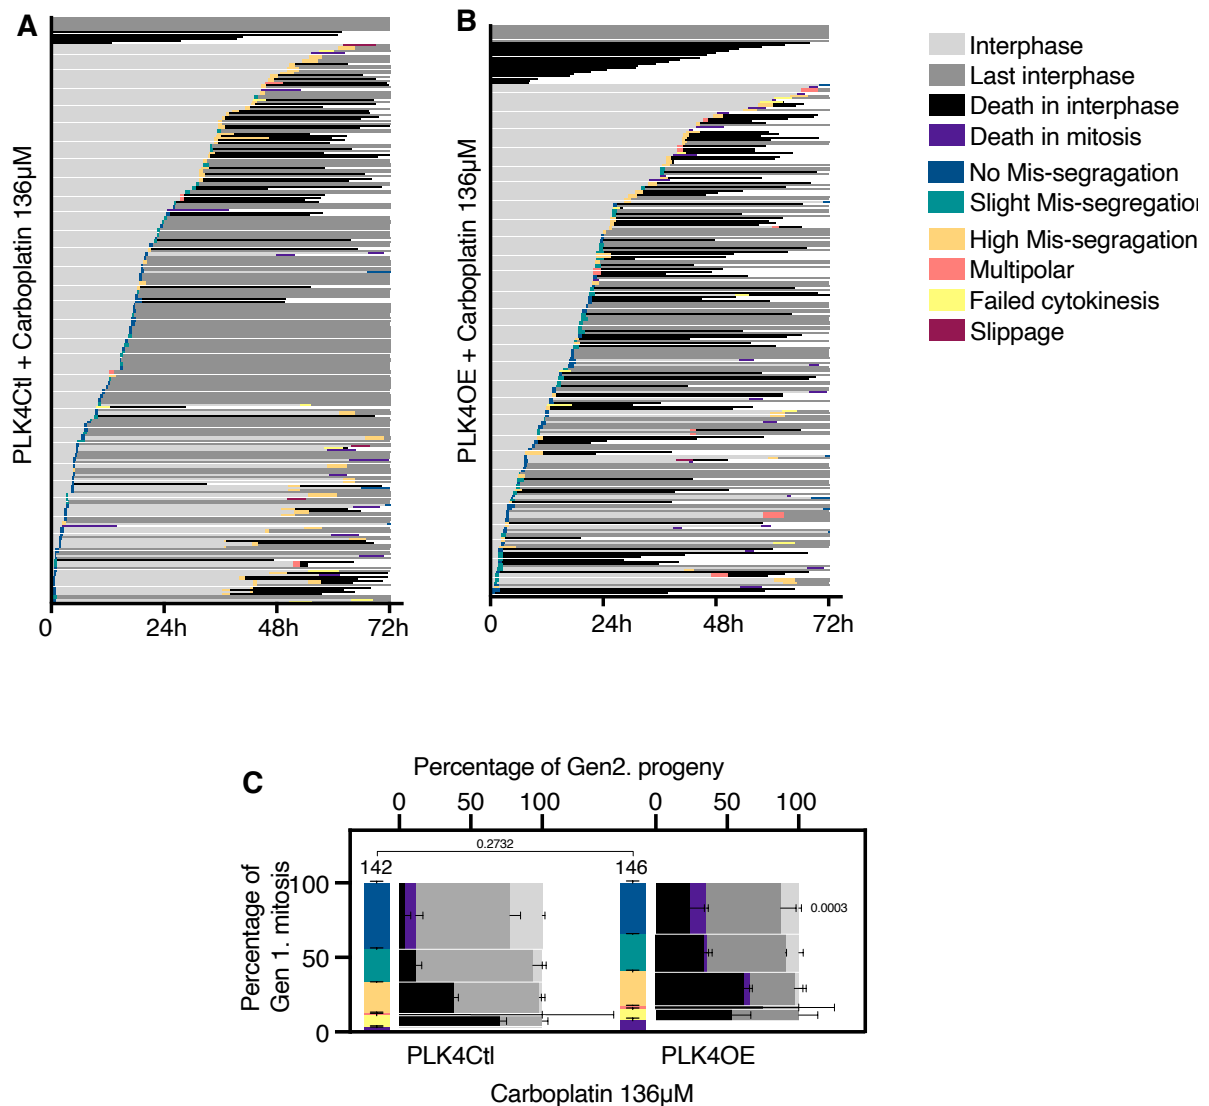 A
B
PLK4Ctl + Carboplatin 136µM
0
24h
48h
72h
PLK4OE + Carboplatin 136µM
0
24h
48h
72h
Interphase
Last interphase
Death in interphase
Death in mitosis
No Mis-segragation
Slight Mis-segregatior
High Mis-segragation
Multipolar
Failed cytokinesis
Slippage
C
Percentage of Gen2. progeny
0
50
100
0
50
100
Percentage of
Gen 1. mitosis
100
50
0
142
0.2732
146
0.0003
PLK4Ctl
PLK4OE
Carboplatin 136µM